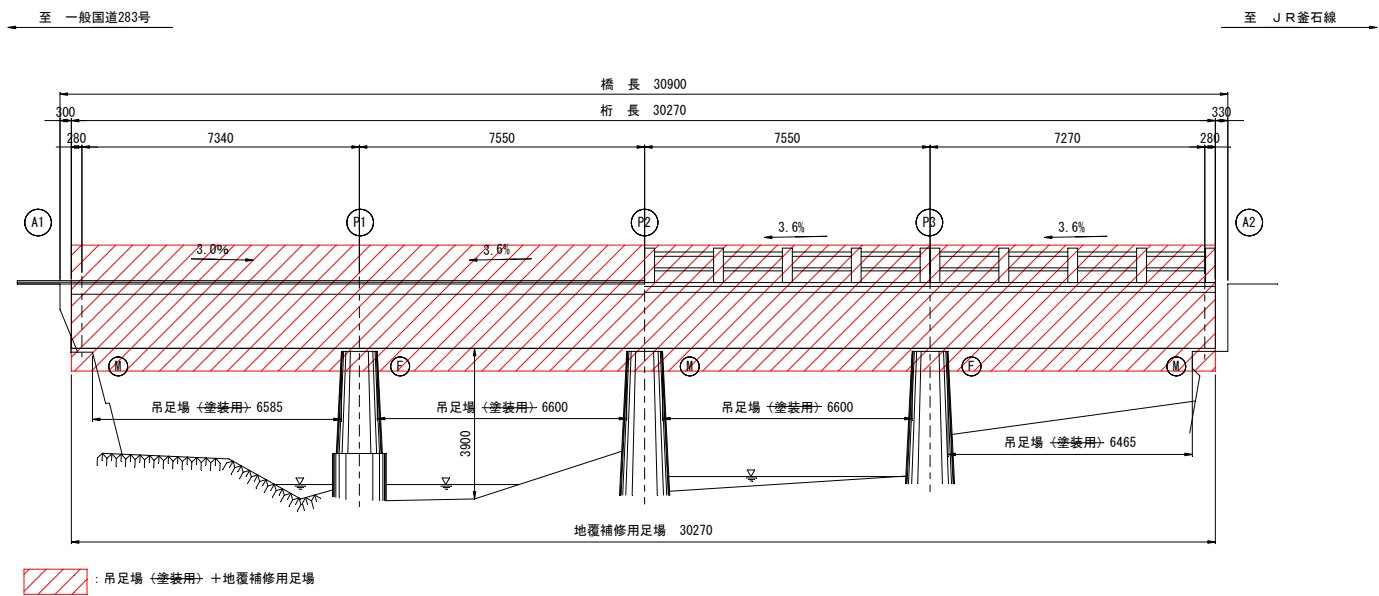 至 一般国道283号
至 ＪＲ釜石線
橋 長 30900
300 桁 長 30270 330
280 7340 7550 7550 7270 280
A1 P1 P2 P3 A2
3.0% 3.6% 3.6% 3.6%
M F M F M
吊足場（塗装用）6585 吊足場（塗装用）6600 吊足場（塗装用）6600
吊足場（塗装用）6465
3900
地覆補修用足場 30270
：吊足場（塗装用）＋地覆補修用足場